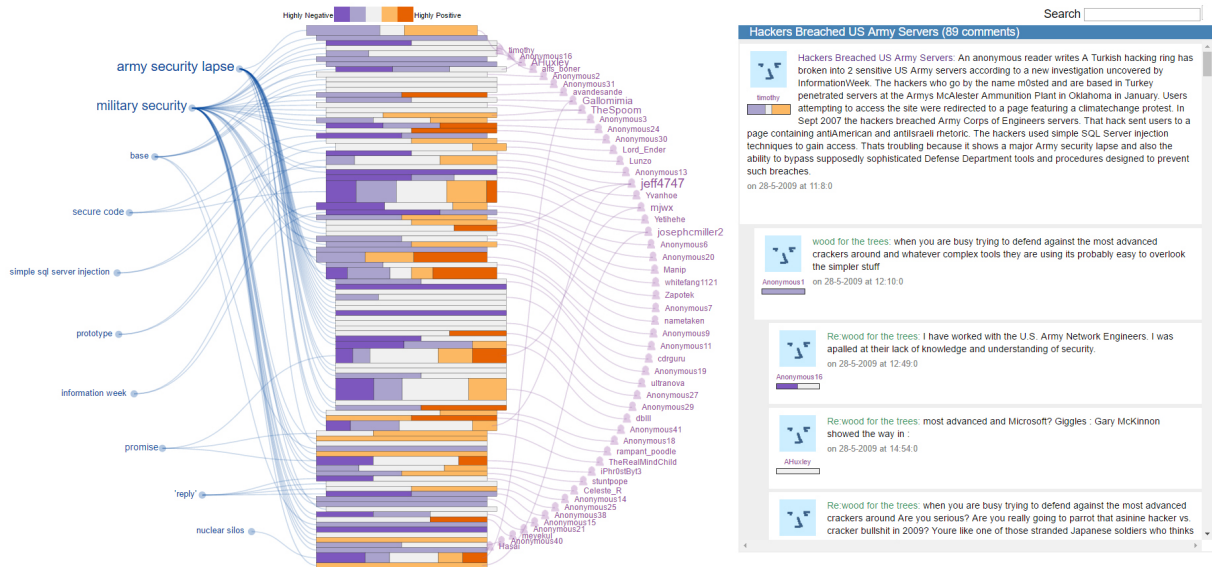 Highly Negative
Highly Positive
army security lapse
military security
base
secure code
simple sql server injection
prototype
information week
promise
'reply'
nuclear silos
timothy
Anonymous16
AHuxley
alfs_boner
Anonymous2
Anonymous31
avandesande
Gallomimia
TheSpoom
Anonymous3
Anonymous24
Anonymous30
Lord_Ender
Lunzo
Anonymous13
jeff4747
Yvanhoe
mjwx
Yetihehe
josephcmiller2
Anonymous6
Anonymous20
Manip
whitefang1121
Zapotek
Anonymous7
nametaken
Anonymous9
Anonymous11
cdrguru
Anonymous19
ultranova
Anonymous27
Anonymous29
dblll
Anonymous41
Anonymous18
rampant_poodle
TheRealMindChild
iPhr0stByt3
stuntpope
Celeste_R
Anonymous14
Anonymous25
Anonymous38
Anonymous15
Anonymous21
meyekul
Anonymous40
Hasai
Search
Hackers Breached US Army Servers (89 comments)
Hackers Breached US Army Servers: An anonymous reader writes A Turkish hacking ring has
broken into 2 sensitive US Army servers according to a new investigation uncovered by
InformationWeek. The hackers who go by the name m0sted and are based in Turkey
penetrated servers at the Armys McAlester Ammunition Plant in Oklahoma in January. Users
timothy
attempting to access the site were redirected to a page featuring a climatechange protest. In
Sept 2007 the hackers breached Army Corps of Engineers servers. That hack sent users to a
page containing antiAmerican and antiIsraeli rhetoric. The hackers used simple SQL Server injection
techniques to gain access. Thats troubling because it shows a major Army security lapse and also the
ability to bypass supposedly sophisticated Defense Department tools and procedures designed to prevent
such breaches.
on 28-5-2009 at 11:8:0
wood for the trees: when you are busy trying to defend against the most advanced
crackers around and whatever complex tools they are using its probably easy to overlook
the simpler stuff
on 28-5-2009 at 12:10:0
Anonymous1
Re:wood for the trees: I have worked with the U.S. Army Network Engineers. I was
apalled at their lack of knowledge and understanding of security.
on 28-5-2009 at 12:49:0
Anonymous16
Re:wood for the trees: most advanced and Microsoft? Giggles : Gary McKinnon
showed the way in :
on 28-5-2009 at 14:54:0
AHuxley
Re:wood for the trees: when you are busy trying to defend against the most advanced
crackers around Are you serious? Are you really going to parrot that asinine hacker vs.
cracker bullshit in 2009? Youre like one of those stranded Japanese soldiers who thinks